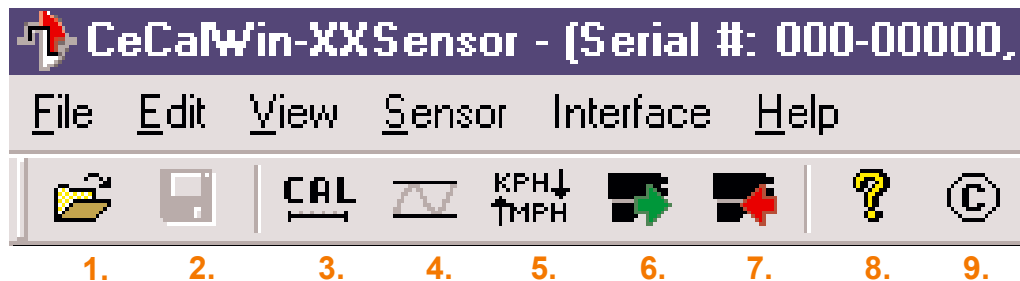 CeCalWin-XXSensor - (Serial #: 000-00000,
File Edit View Sensor Interface Help
CAL KPH↓ ↑MPH ? ©
1. 2. 3. 4. 5. 6. 7. 8. 9.